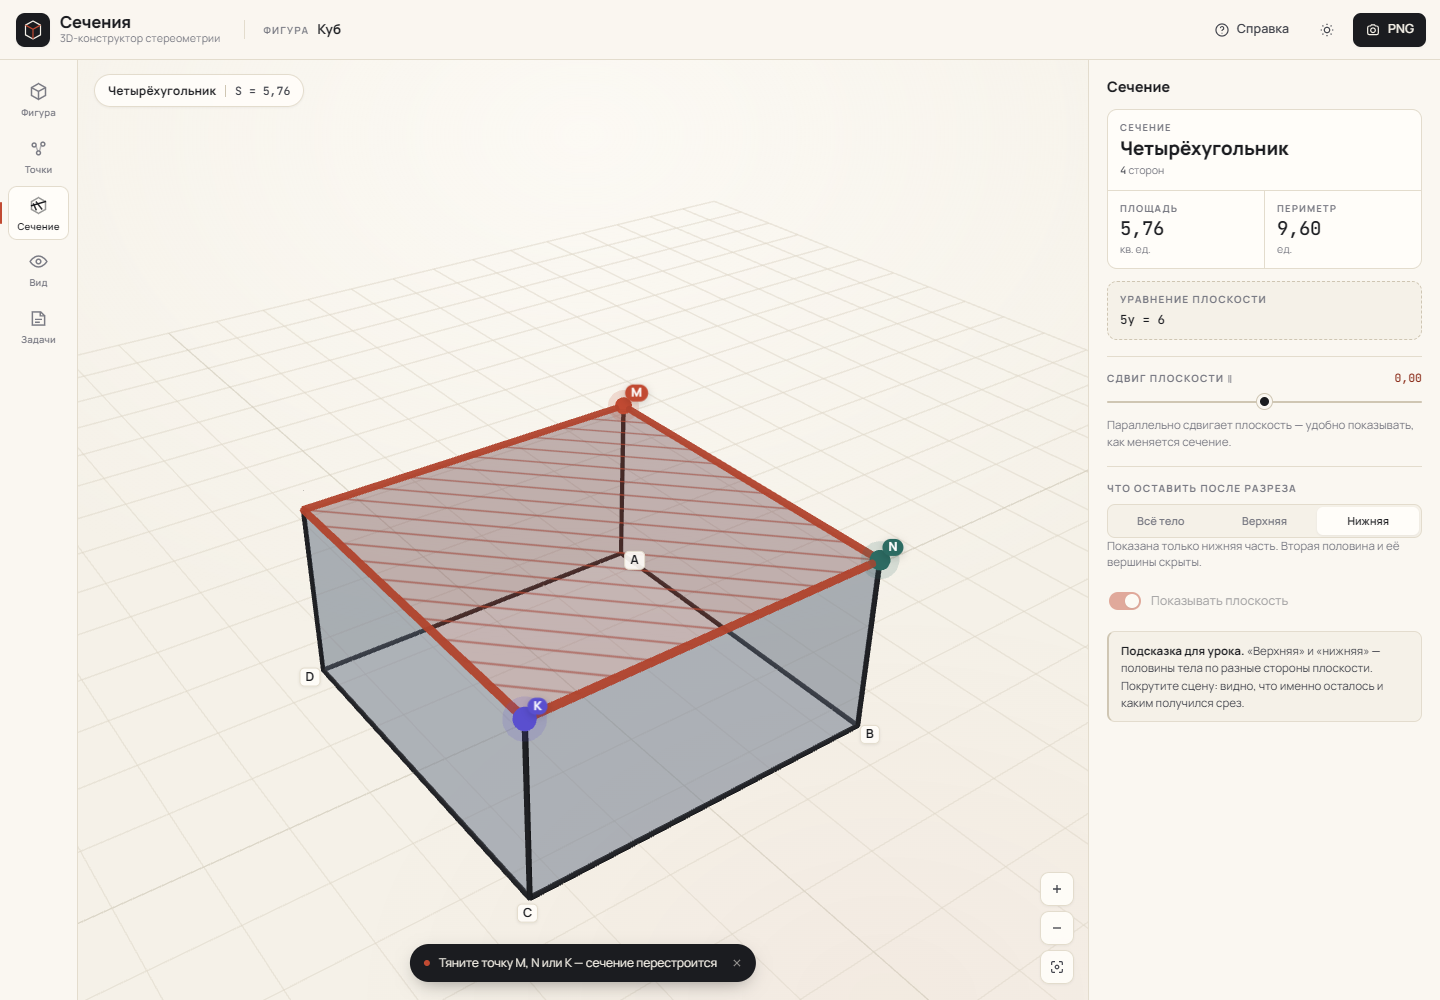 Сечения
3D-конструктор стереометрии
ФИГУРА Куб
Справка
PNG
Фигура
Точки
Сечение
Вид
Задачи
Четырёхугольник | S = 5,76
M
N
A
K
D
B
C
Тяните точку M, N или K — сечение перестроится ×
+
−
Сечение
СЕЧЕНИЕ
Четырёхугольник
4 сторон
ПЛОЩАДЬ
5,76
кв. ед.
ПЕРИМЕТР
9,60
ед.
УРАВНЕНИЕ ПЛОСКОСТИ
5y = 6
СДВИГ ПЛОСКОСТИ ∥ 0,00
Параллельно сдвигает плоскость — удобно показывать,
как меняется сечение.
ЧТО ОСТАВИТЬ ПОСЛЕ РАЗРЕЗА
Всё тело Верхняя Нижняя
Показана только нижняя часть. Вторая половина и её
вершины скрыты.
Показывать плоскость
Подсказка для урока. «Верхняя» и «нижняя» —
половины тела по разные стороны плоскости.
Покрутите сцену: видно, что именно осталось и
каким получился срез.